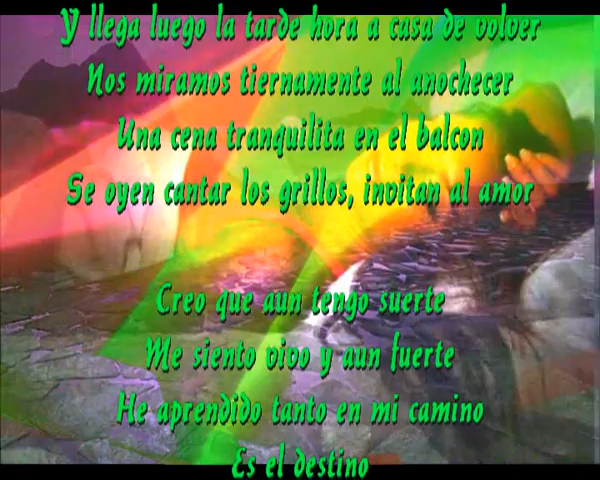 Y llega luego la tarde hora a casa de volver
Nos miramos tiernamente al anochecer
Una cena tranquilita en el balcon
Se oyen cantar los grillos, invitan al amor
Creo que aun tengo suerte
Me siento vivo y aun fuerte
He aprendido tanto en mi camino
Es el destino